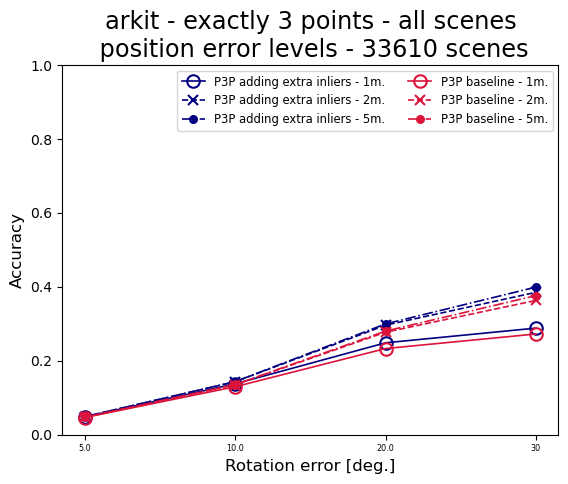 arkit - exactly 3 points - all scenes
position error levels - 33610 scenes
P3P adding extra inliers - 1m.
P3P adding extra inliers - 2m.
P3P adding extra inliers - 5m.
P3P baseline - 1m.
P3P baseline - 2m.
P3P baseline - 5m.
Accuracy
1.0
0.8
0.6
0.4
0.2
0.0
5.0 10.0 20.0 30
Rotation error [deg.]